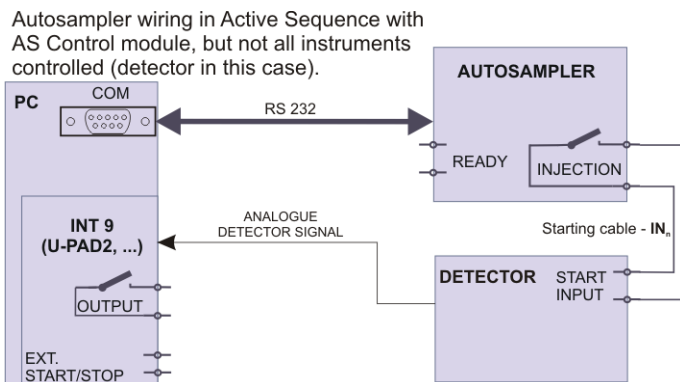 Autosampler wiring in Active Sequence with
AS Control module, but not all instruments
controlled (detector in this case).
PC
COM
RS 232
AUTOSAMPLER
READY
INJECTION
INT 9
(U-PAD2, ...)
ANALOGUE
DETECTOR SIGNAL
Starting cable - INn
OUTPUT
DETECTOR
START
INPUT
EXT.
START/STOP